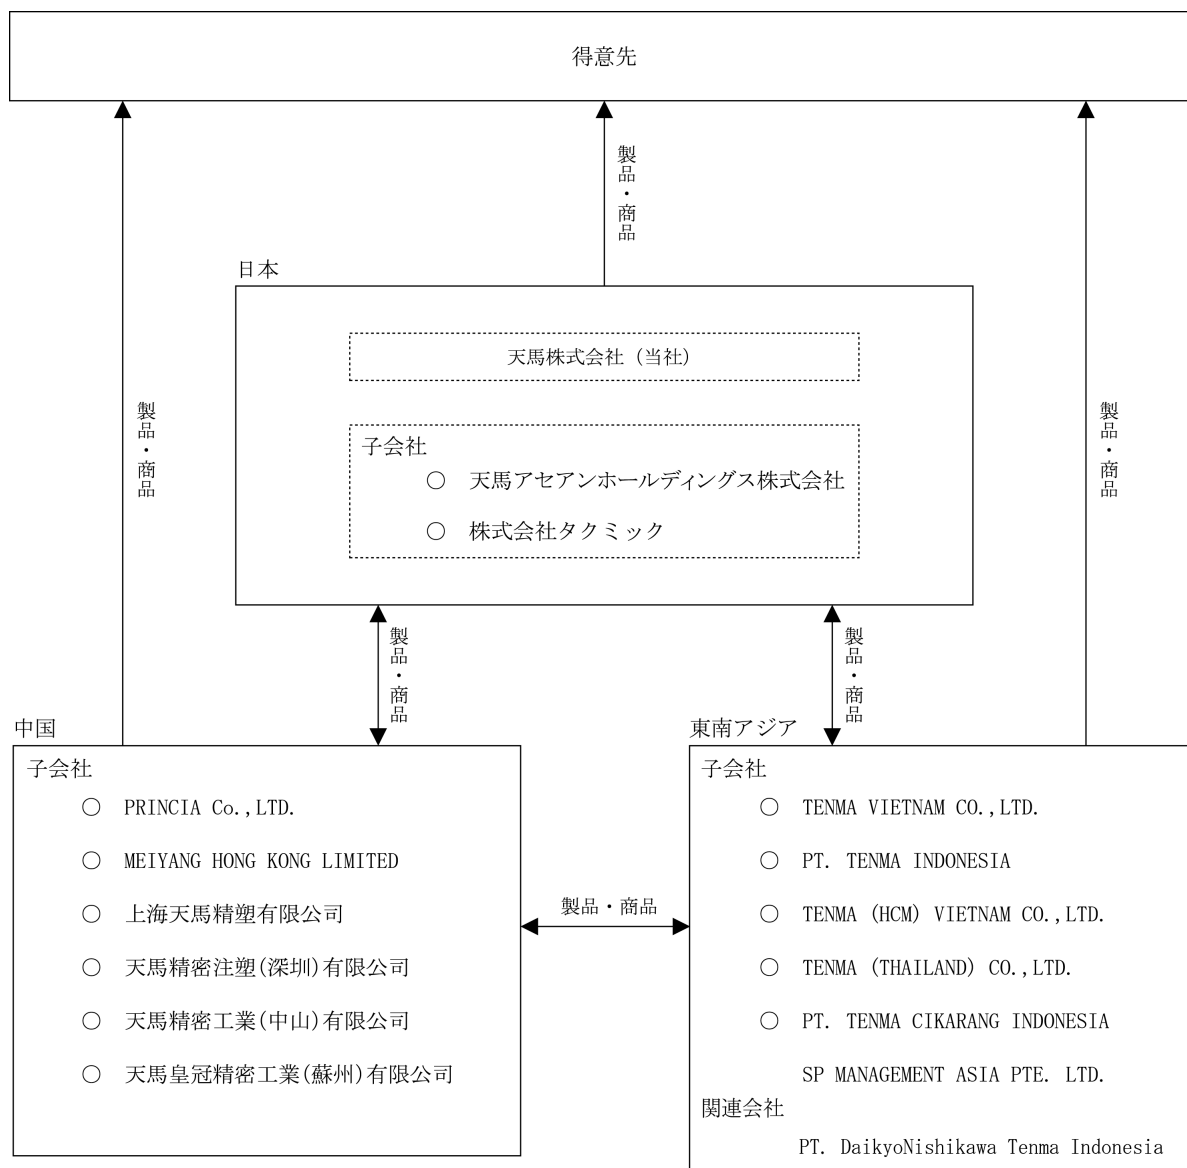 得意先
製品・商品
日本
天馬株式会社（当社）
製品・商品
製品・商品
子会社
○ 天馬アセアンホールディングス株式会社
○ 株式会社タクミック
製品・商品
製品・商品
中国
子会社
○ PRINCIA Co.,LTD.
○ MEIYANG HONG KONG LIMITED
○ 上海天馬精塑有限公司
○ 天馬精密注塑(深圳)有限公司
○ 天馬精密工業(中山)有限公司
○ 天馬皇冠精密工業(蘇州)有限公司
製品・商品
東南アジア
子会社
○ TENMA VIETNAM CO.,LTD.
○ PT. TENMA INDONESIA
○ TENMA (HCM) VIETNAM CO.,LTD.
○ TENMA (THAILAND) CO.,LTD.
○ PT. TENMA CIKARANG INDONESIA
SP MANAGEMENT ASIA PTE. LTD.
関連会社
PT. DaikyoNishikawa Tenma Indonesia